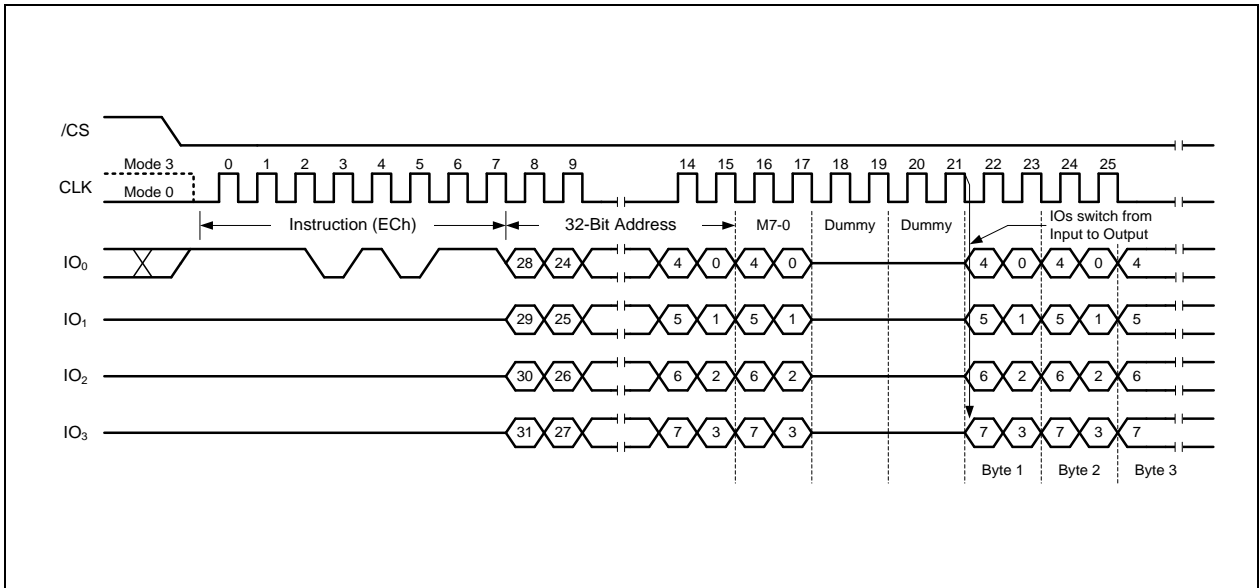 /CS
Mode 3 0 1 2 3 4 5 6 7 8 9 14 15 16 17 18 19 20 21 22 23 24 25
CLK
Mode 0
Instruction (ECh) 32-Bit Address M7-0 Dummy Dummy IOs switch from
Input to Output
IO₀ 28 24 4 0 4 0 4 0 4 0 4
IO₁ 29 25 5 1 5 1 5 1 5 1 5
IO₂ 30 26 6 2 6 2 6 2 6 2 6
IO₃ 31 27 7 3 7 3 7 3 7 3 7
Byte 1 Byte 2 Byte 3